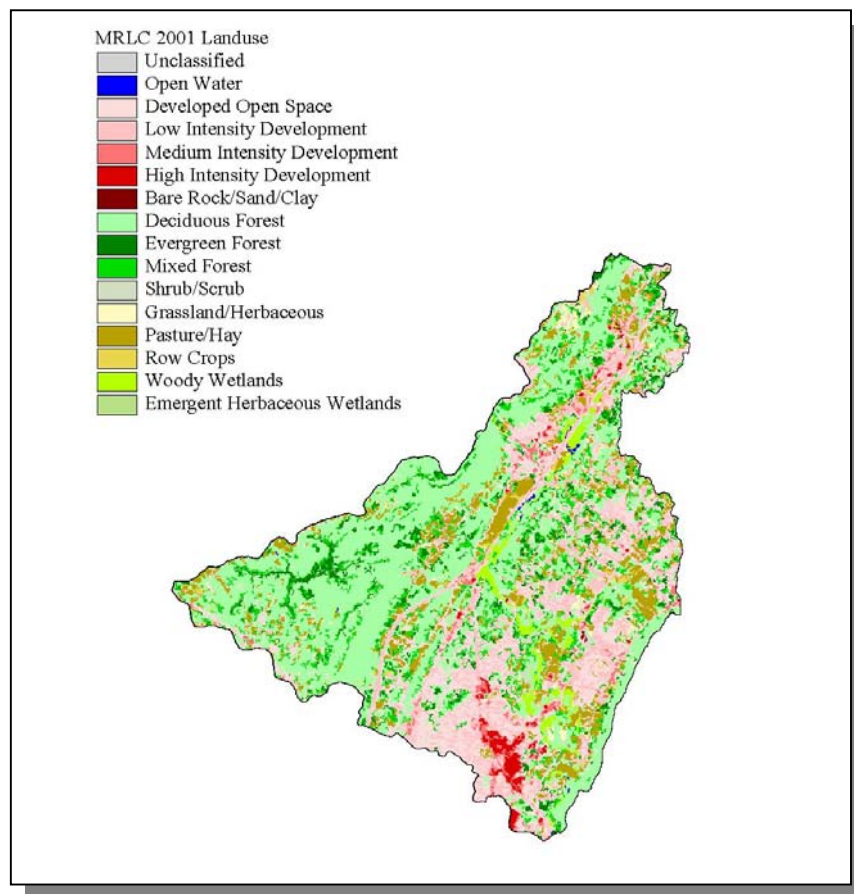 MRLC 2001 Landuse
Unclassified
Open Water
Developed Open Space
Low Intensity Development
Medium Intensity Development
High Intensity Development
Bare Rock/Sand/Clay
Deciduous Forest
Evergreen Forest
Mixed Forest
Shrub/Scrub
Grassland/Herbaceous
Pasture/Hay
Row Crops
Woody Wetlands
Emergent Herbaceous Wetlands